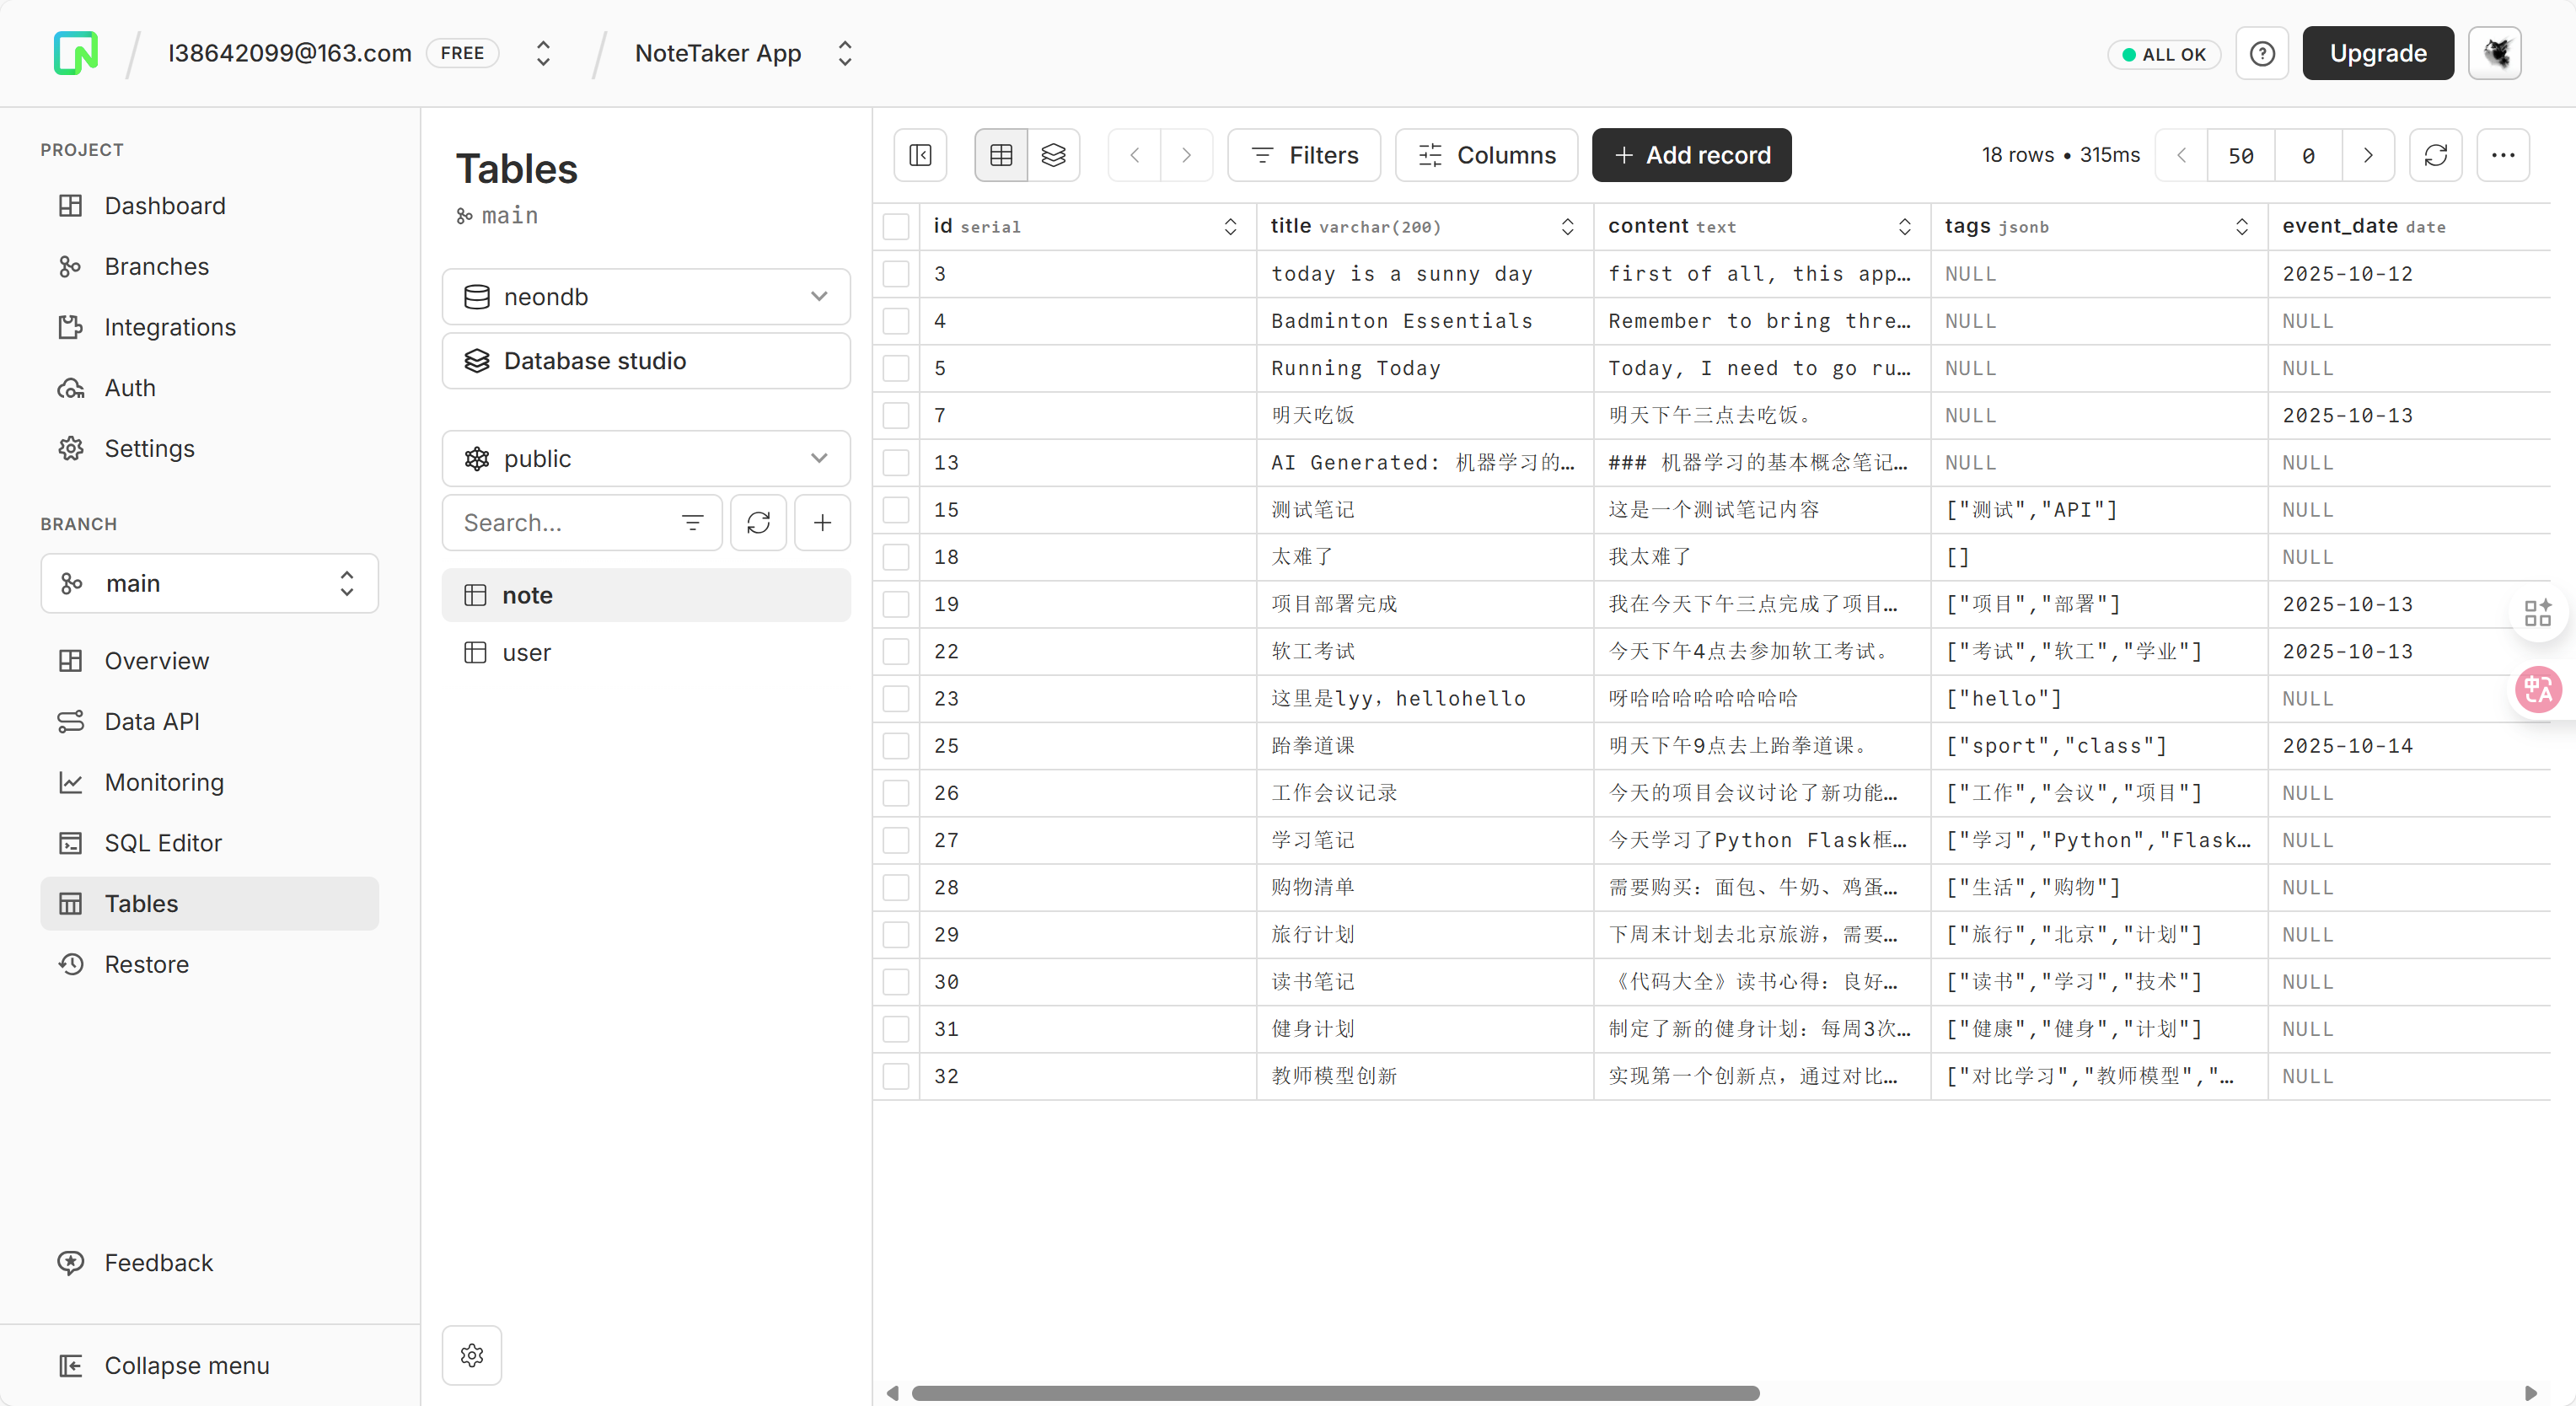 l38642099@163.com FREE NoteTaker App ALL OK Upgrade
PROJECT
Dashboard
Branches
Integrations
Auth
Settings
BRANCH
main
Overview
Data API
Monitoring
SQL Editor
Tables
Restore
Feedback
Collapse menu
Tables
main
neondb
Database studio
public
Search...
note
user
Filters Columns Add record 18 rows • 315ms 50 0
id serial title varchar(200) content text tags jsonb event_date date
3 today is a sunny day first of all, this app… NULL 2025-10-12
4 Badminton Essentials Remember to bring thre… NULL NULL
5 Running Today Today, I need to go ru… NULL NULL
7 明天吃饭 明天下午三点去吃饭。 NULL 2025-10-13
13 AI Generated: 机器学习的… ### 机器学习的基本概念笔记… NULL NULL
15 测试笔记 这是一个测试笔记内容 ["测试","API"] NULL
18 太难了 我太难了 [] NULL
19 项目部署完成 我在今天下午三点完成了项目… ["项目","部署"] 2025-10-13
22 软工考试 今天下午4点去参加软工考试。 ["考试","软工","学业"] 2025-10-13
23 这里是lyy，hellohello 呀哈哈哈哈哈哈哈哈 ["hello"] NULL
25 跆拳道课 明天下午9点去上跆拳道课。 ["sport","class"] 2025-10-14
26 工作会议记录 今天的项目会议讨论了新功能… ["工作","会议","项目"] NULL
27 学习笔记 今天学习了Python Flask框… ["学习","Python","Flask… NULL
28 购物清单 需要购买：面包、牛奶、鸡蛋… ["生活","购物"] NULL
29 旅行计划 下周末计划去北京旅游，需要… ["旅行","北京","计划"] NULL
30 读书笔记 《代码大全》读书心得：良好… ["读书","学习","技术"] NULL
31 健身计划 制定了新的健身计划：每周3次… ["健康","健身","计划"] NULL
32 教师模型创新 实现第一个创新点，通过对比… ["对比学习","教师模型","… NULL